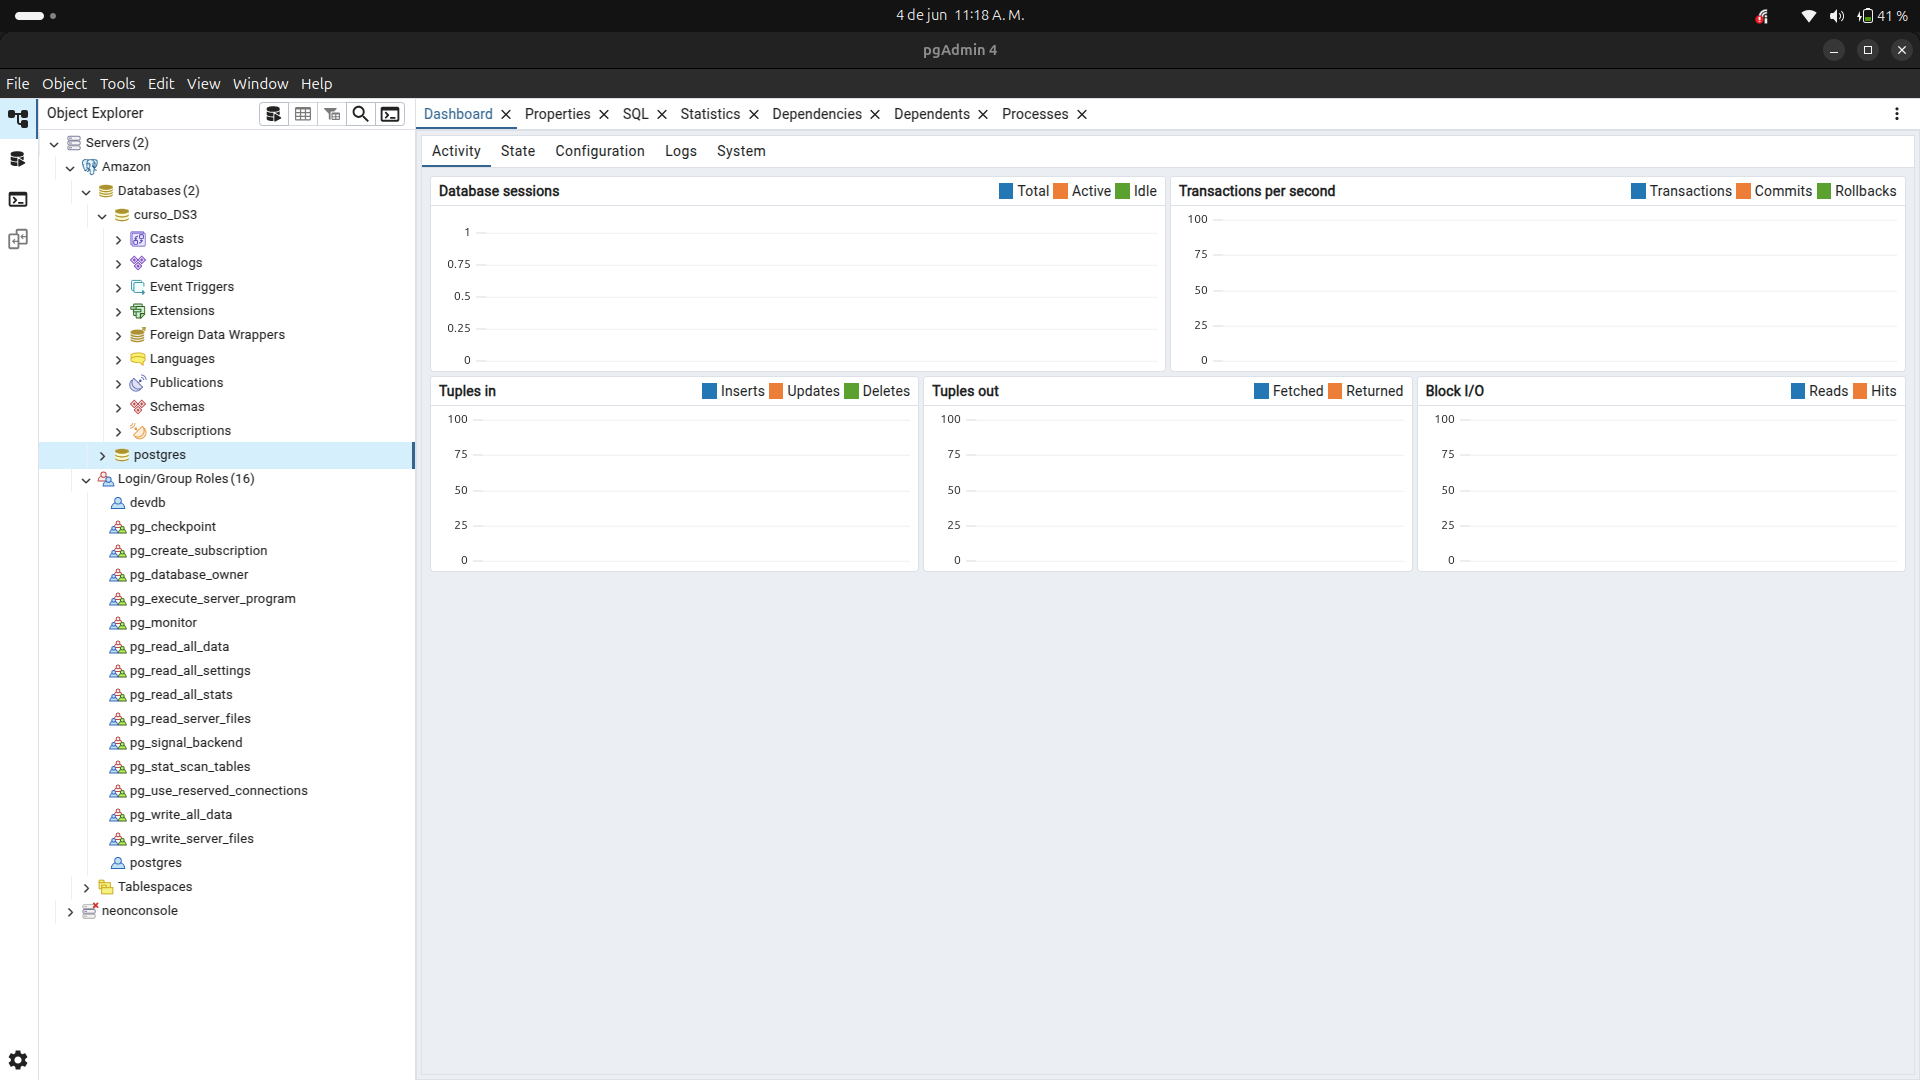 4 de jun 11:18 A. M.
41 %
pgAdmin 4
File Object Tools Edit View Window Help
Object Explorer
Servers (2)
Amazon
Databases (2)
curso_DS3
Casts
Catalogs
Event Triggers
Extensions
Foreign Data Wrappers
Languages
Publications
Schemas
Subscriptions
postgres
Login/Group Roles (16)
devdb
pg_checkpoint
pg_create_subscription
pg_database_owner
pg_execute_server_program
pg_monitor
pg_read_all_data
pg_read_all_settings
pg_read_all_stats
pg_read_server_files
pg_signal_backend
pg_stat_scan_tables
pg_use_reserved_connections
pg_write_all_data
pg_write_server_files
postgres
Tablespaces
neonconsole
Dashboard Properties SQL Statistics Dependencies Dependents Processes
Activity State Configuration Logs System
Database sessions
Total Active Idle
1
0.75
0.5
0.25
0
Transactions per second
Transactions Commits Rollbacks
100
75
50
25
0
Tuples in
Inserts Updates Deletes
100
75
50
25
0
Tuples out
Fetched Returned
100
75
50
25
0
Block I/O
Reads Hits
100
75
50
25
0